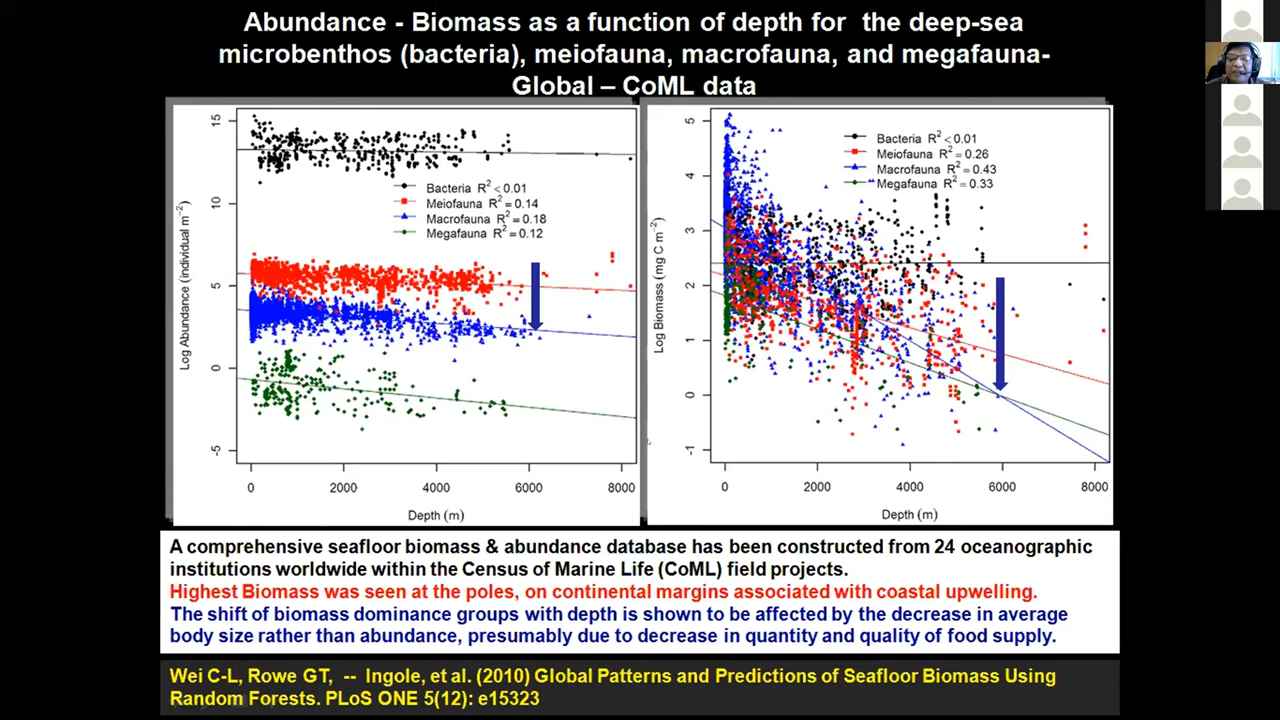 Abundance - Biomass as a function of depth for the deep-sea
microbenthos (bacteria), meiofauna, macrofauna, and megafauna-
Global – CoML data
15
10
5
0
-5
Log Abundance (individual m⁻²)
Bacteria R² < 0.01
Meiofauna R² = 0.14
Macrofauna R² = 0.18
Megafauna R² = 0.12
0 2000 4000 6000 8000
Depth (m)
5
4
3
2
1
0
-1
Log Biomass (mg C m⁻²)
Bacteria R² < 0.01
Meiofauna R² = 0.26
Macrofauna R² = 0.43
Megafauna R² = 0.33
0 2000 4000 6000 8000
Depth (m)
A comprehensive seafloor biomass & abundance database has been constructed from 24 oceanographic
institutions worldwide within the Census of Marine Life (CoML) field projects.
Highest Biomass was seen at the poles, on continental margins associated with coastal upwelling.
The shift of biomass dominance groups with depth is shown to be affected by the decrease in average
body size rather than abundance, presumably due to decrease in quantity and quality of food supply.
Wei C-L, Rowe GT, -- Ingole, et al. (2010) Global Patterns and Predictions of Seafloor Biomass Using
Random Forests. PLoS ONE 5(12): e15323